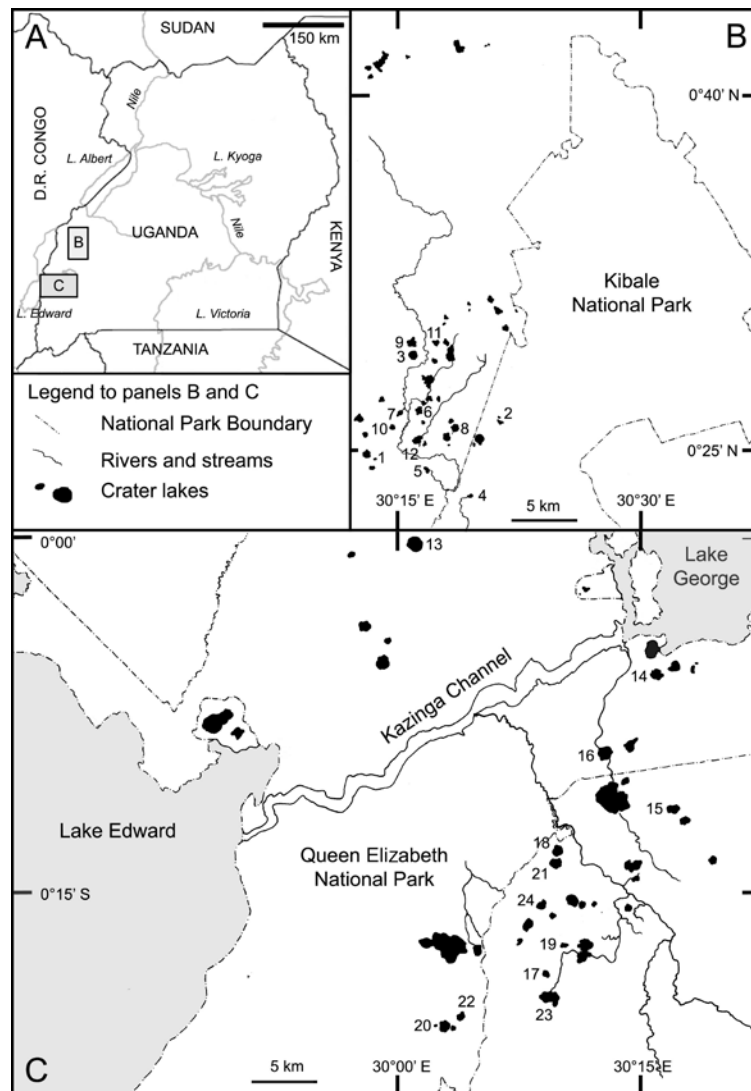 A
SUDAN
150 km
D.R. CONGO
Nile
L. Albert
L. Kyoga
UGANDA
Nile
KENYA
B
C
L. Edward
L. Victoria
TANZANIA
Legend to panels B and C
National Park Boundary
Rivers and streams
Crater lakes
B
0°40' N
Kibale
National Park
9
11
3
7
6
2
10
8
12
1
5
4
0°25' N
30°15' E
30°30' E
5 km
0°00'
13
Lake
George
14
Kazinga Channel
16
15
Lake Edward
Queen Elizabeth
National Park
18
21
0°15' S
24
19
17
23
22
20
C
5 km
30°00' E
30°15' E